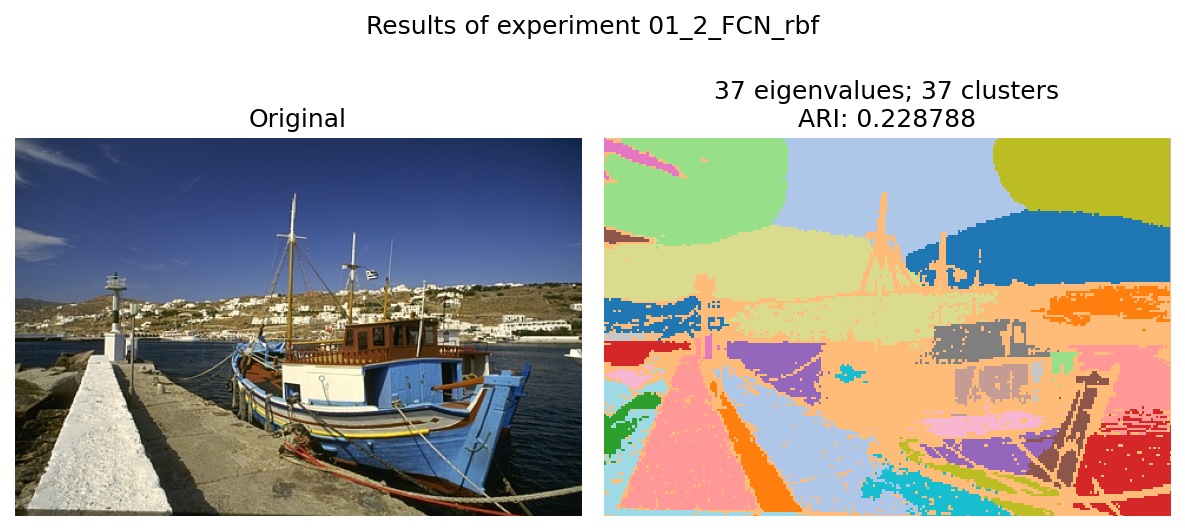 Results of experiment 01_2_FCN_rbf
Original
37 eigenvalues; 37 clusters
ARI: 0.228788